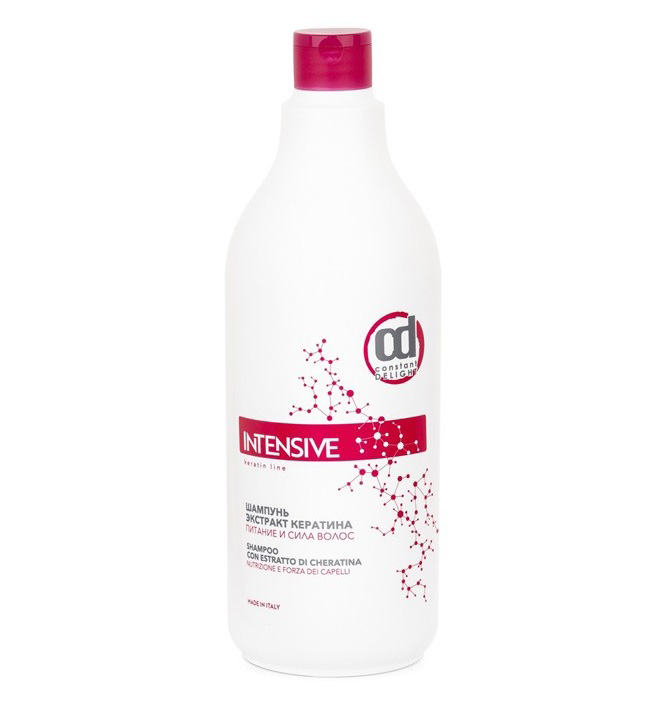 cd
constant
DELIGHT
INTENSIVE
keratin line
ШАМПУНЬ
ЭКСТРАКТ КЕРАТИНА
ПИТАНИЕ И СИЛА ВОЛОС
SHAMPOO
CON ESTRATTO DI CHERATINA
NUTRIZIONE E FORZA DEI CAPELLI
MADE IN ITALY